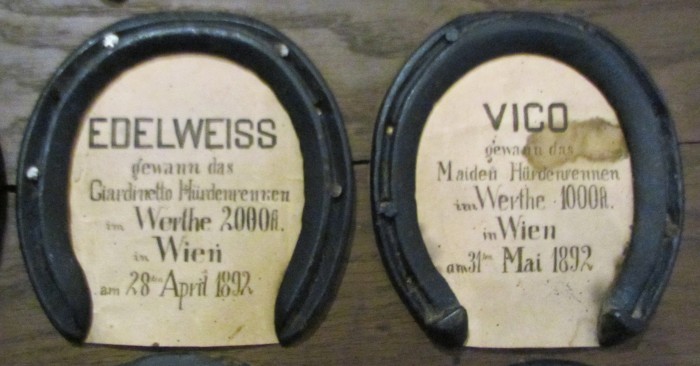 EDELWEISS
gewann das
Giardinetto Hürdenrennen
im Werthe 2000fl.
in Wien
am 28ten April 1892
VICO
gewann das
Maiden Hürdenrennen
im Werthe 1000fl.
in Wien
am 31ten Mai 1892